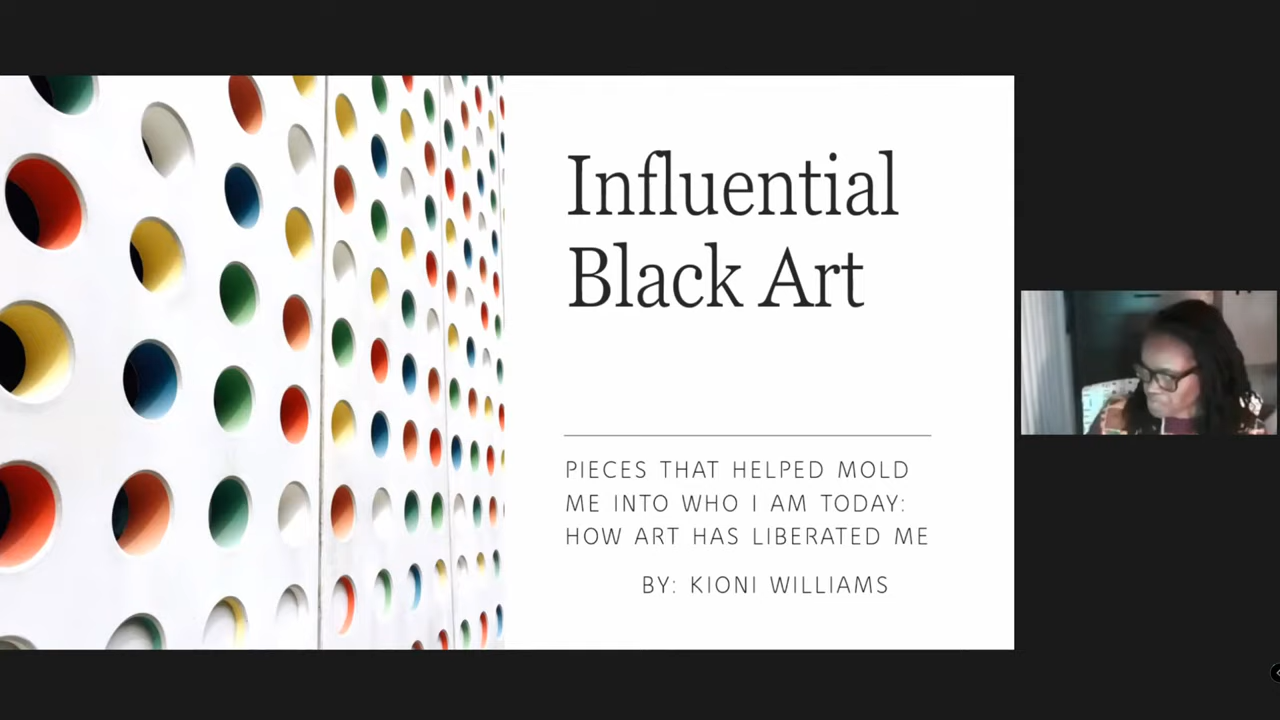 Influential
Black Art
PIECES THAT HELPED MOLD
ME INTO WHO I AM TODAY:
HOW ART HAS LIBERATED ME
BY: KIONI WILLIAMS